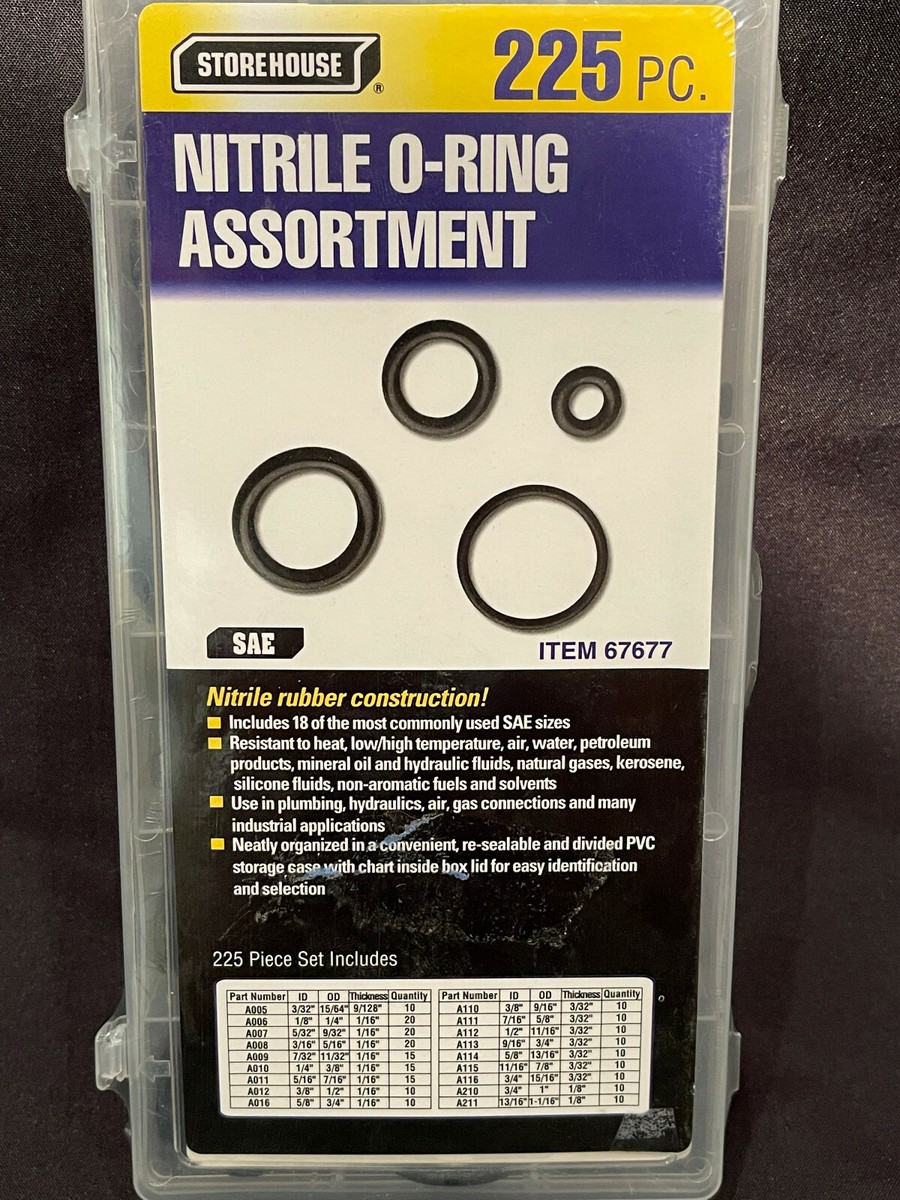 STOREHOUSE ®
225 PC.
NITRILE O-RING
ASSORTMENT
SAE
ITEM 67677
Nitrile rubber construction!
Includes 18 of the most commonly used SAE sizes
Resistant to heat, low/high temperature, air, water, petroleum
products, mineral oil and hydraulic fluids, natural gases, kerosene,
silicone fluids, non-aromatic fuels and solvents
Use in plumbing, hydraulics, air, gas connections and many
industrial applications
Neatly organized in a convenient, re-sealable and divided PVC
storage case with chart inside box lid for easy identification
and selection
225 Piece Set Includes
Part Number ID OD Thickness Quantity
A005 3/32" 15/64" 9/128" 10
A006 1/8" 1/4" 1/16" 20
A007 5/32" 9/32" 1/16" 20
A008 3/16" 5/16" 1/16" 20
A009 7/32" 11/32" 1/16" 15
A010 1/4" 3/8" 1/16" 15
A011 5/16" 7/16" 1/16" 15
A012 3/8" 1/2" 1/16" 10
A016 5/8" 3/4" 1/16" 10
Part Number ID OD Thickness Quantity
A110 3/8" 9/16" 3/32" 10
A111 7/16" 5/8" 3/32" 10
A112 1/2" 11/16" 3/32" 10
A113 9/16" 3/4" 3/32" 10
A114 5/8" 13/16" 3/32" 10
A115 11/16" 7/8" 3/32" 10
A116 3/4" 15/16" 3/32" 10
A210 3/4" 1" 1/8" 10
A211 13/16" 1-1/16" 1/8" 10